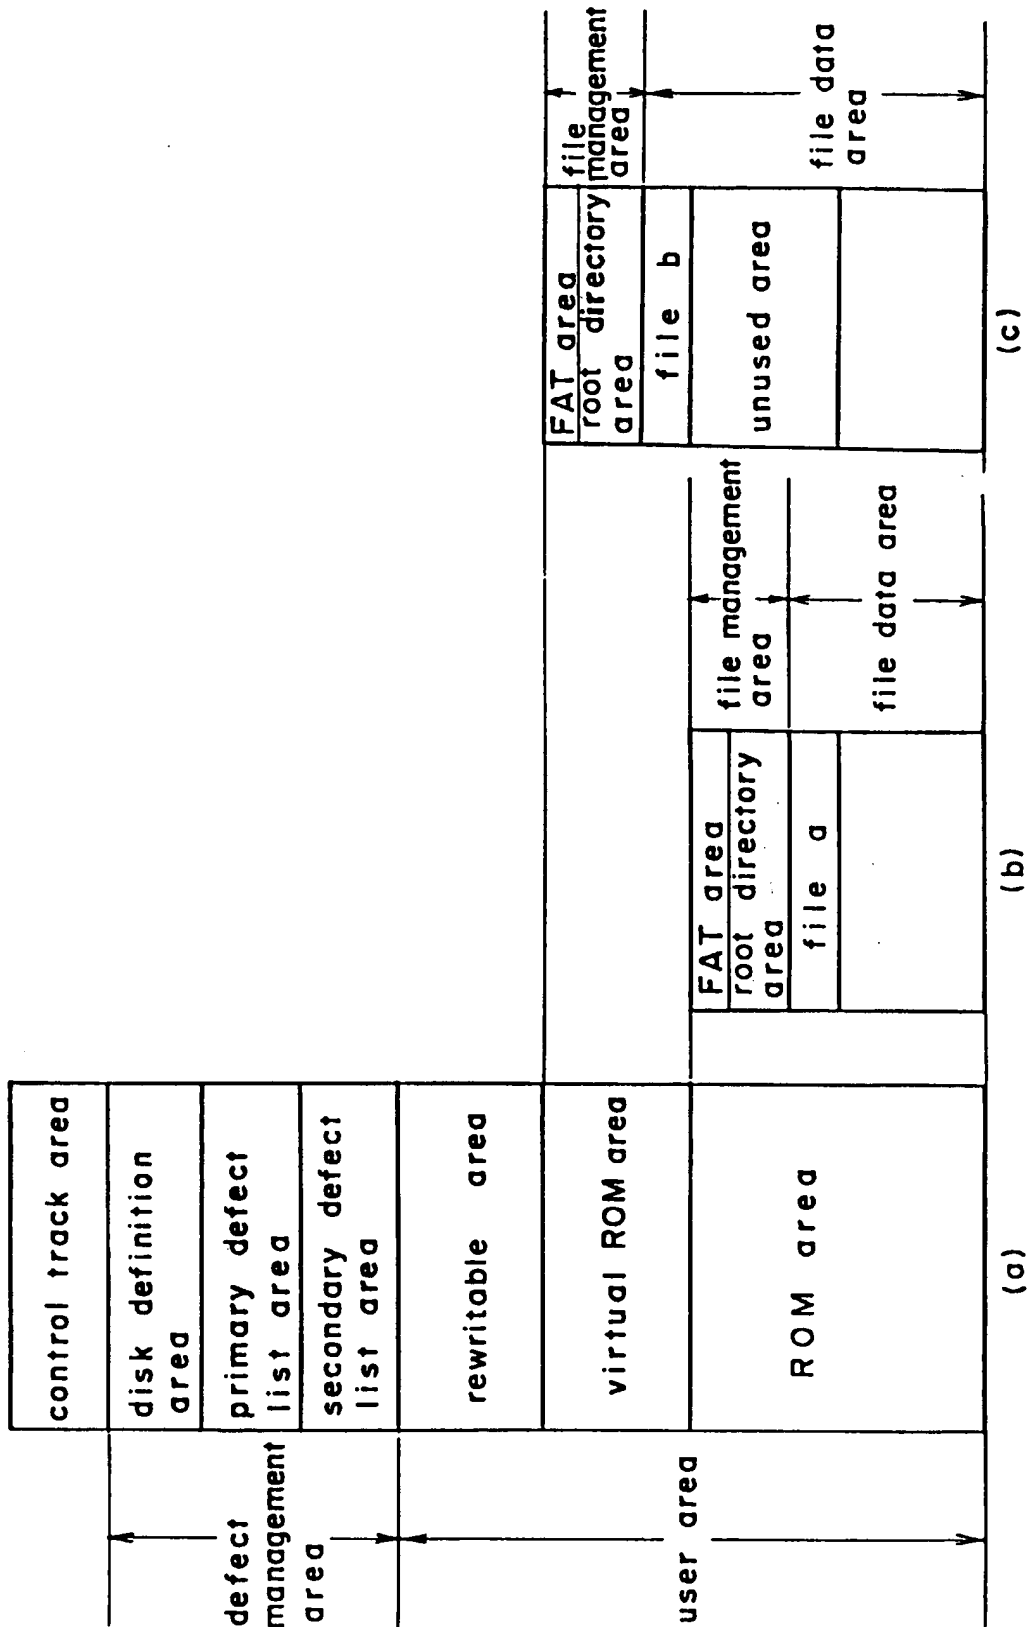 control track area
disk definition
area
primary defect
list area
secondary defect
list area
rewritable area
virtual ROM area
ROM area
defect
management
area
user area
(a)
FAT area
root directory
area
file a
file management
area
file data area
(b)
FAT area
root directory
area
file b
unused area
file
management
area
file data
area
(c)